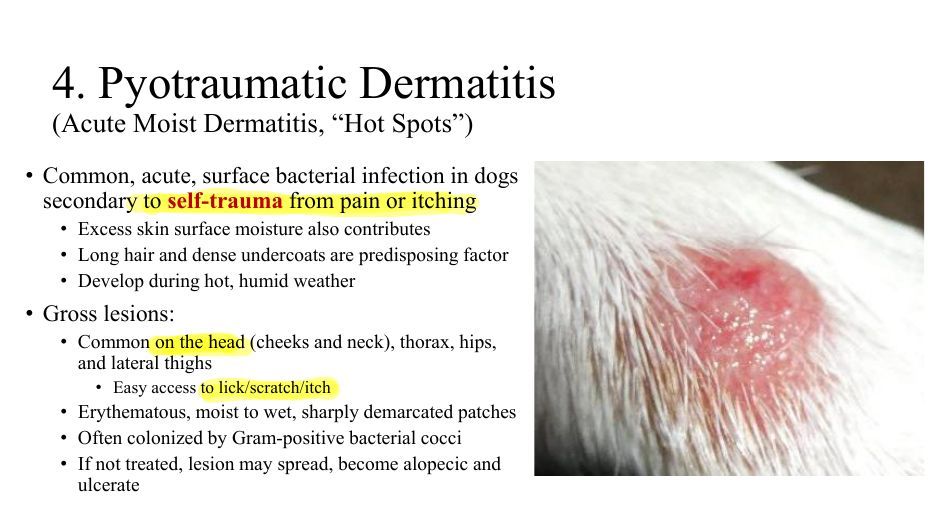 4. Pyotraumatic Dermatitis
(Acute Moist Dermatitis, “Hot Spots”)
• Common, acute, surface bacterial infection in dogs
secondary to self-trauma from pain or itching
• Excess skin surface moisture also contributes
• Long hair and dense undercoats are predisposing factor
• Develop during hot, humid weather
• Gross lesions:
• Common on the head (cheeks and neck), thorax, hips,
and lateral thighs
• Easy access to lick/scratch/itch
• Erythematous, moist to wet, sharply demarcated patches
• Often colonized by Gram-positive bacterial cocci
• If not treated, lesion may spread, become alopecic and
ulcerate